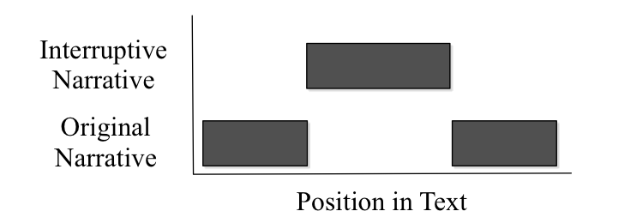 Interruptive
Narrative
Original
Narrative
Position in Text